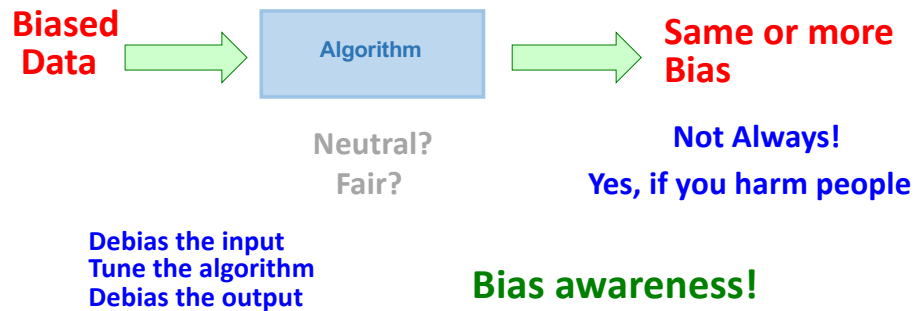 Biased
Data
Algorithm
Same or more
Bias
Neutral?
Fair?
Not Always!
Yes, if you harm people
Debias the input
Tune the algorithm
Debias the output
Bias awareness!